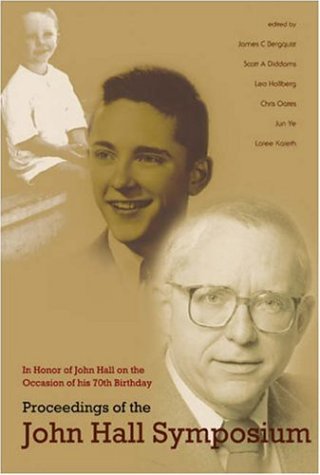 edited by
James C Bergquist
Scott A Diddams
Leo Hollberg
Chris Oates
Jun Ye
Loree Kaleth
In Honor of John Hall on the
Occasion of his 70th Birthday
Proceedings of the
John Hall Symposium